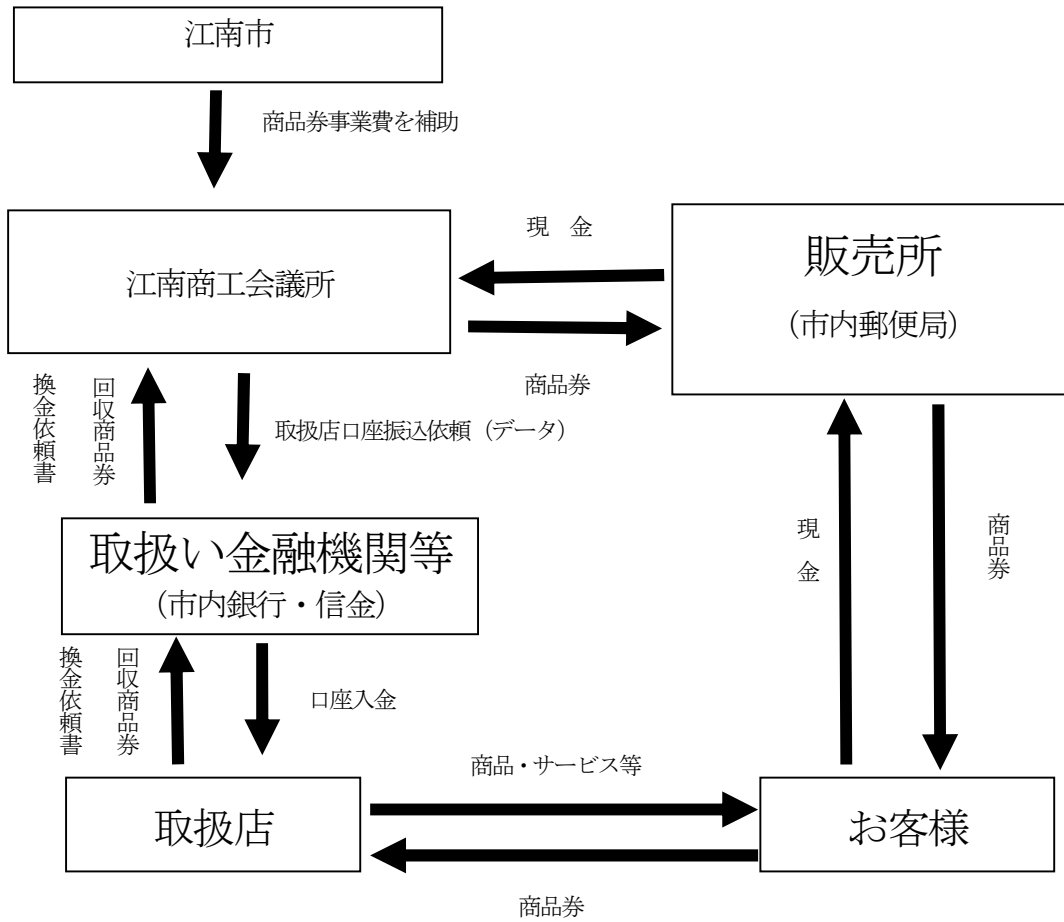 江南市
商品券事業費を補助
江南商工会議所
現　金
販売所
（市内郵便局）
商品券
換金依頼書
回収商品券
取扱店口座振込依頼（データ）
取扱い金融機関等
（市内銀行・信金）
現　金
商品券
換金依頼書
回収商品券
口座入金
商品・サービス等
取扱店
お客様
商品券